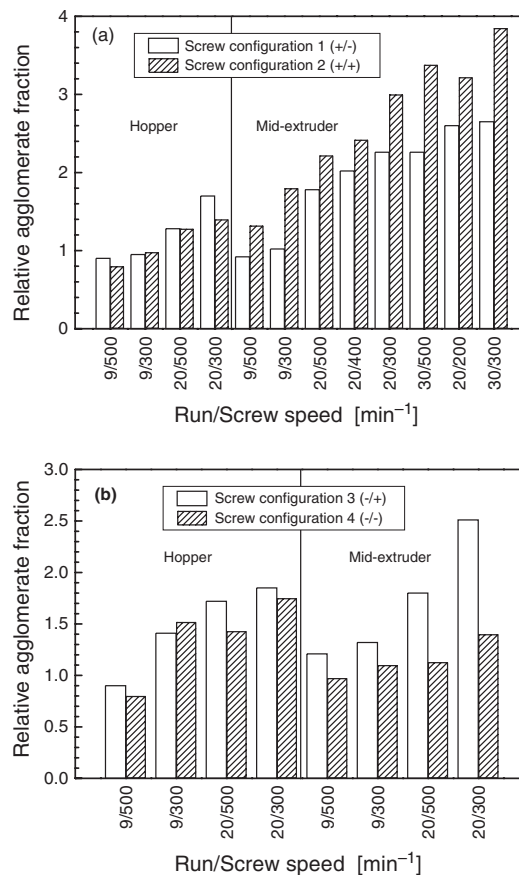 (a)
Screw configuration 1 (+/-)
Screw configuration 2 (+/+)
Hopper
Mid-extruder
Relative agglomerate fraction
4
3
2
1
0
9/500
9/300
20/500
20/300
9/500
9/300
20/500
20/400
20/300
30/500
20/200
30/300
Run/Screw speed [min⁻¹]
(b)
Screw configuration 3 (-/+)
Screw configuration 4 (-/-)
Hopper
Mid-extruder
Relative agglomerate fraction
3.0
2.5
2.0
1.5
1.0
0.5
0.0
9/500
9/300
20/500
20/300
9/500
9/300
20/500
20/300
Run/Screw speed [min⁻¹]